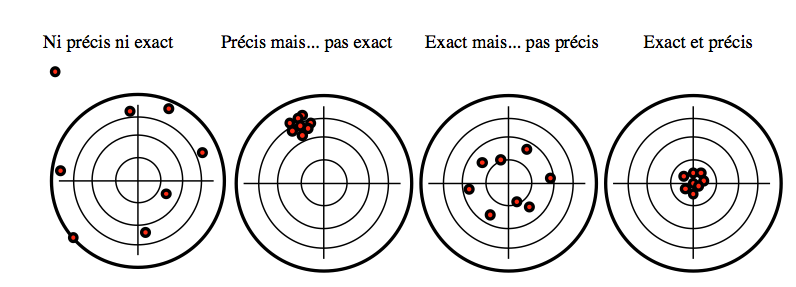 Ni précis ni exact
Précis mais... pas exact
Exact mais... pas précis
Exact et précis